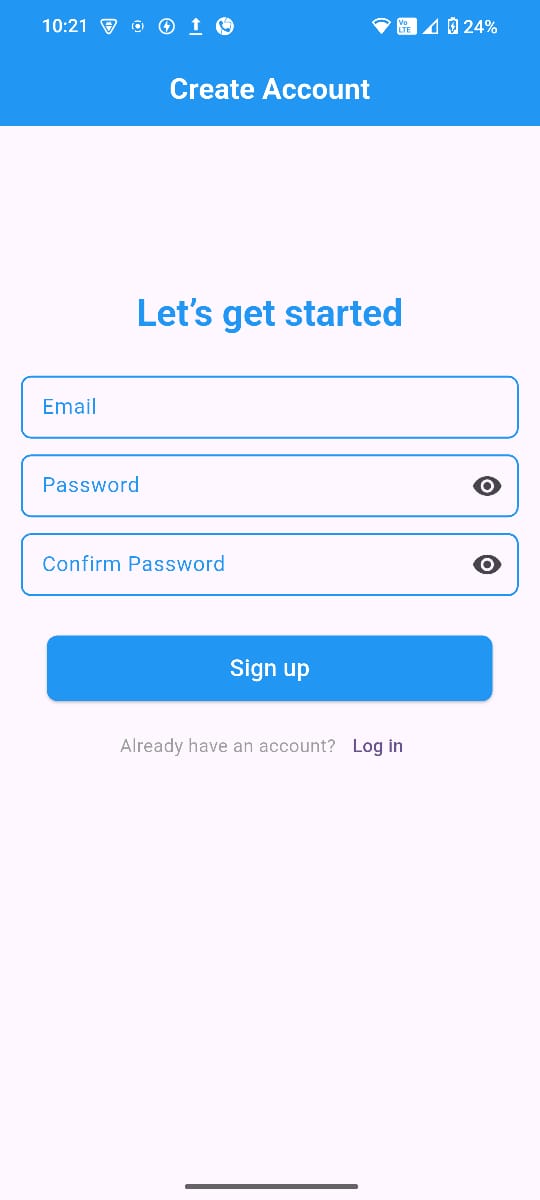 10:21 Vo LTE 24%
Create Account
Let’s get started
Email
Password
Confirm Password
Sign up
Already have an account? Log in